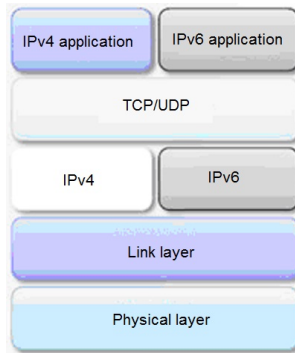 IPv4 application
IPv6 application
TCP/UDP
IPv4
IPv6
Link layer
Physical layer